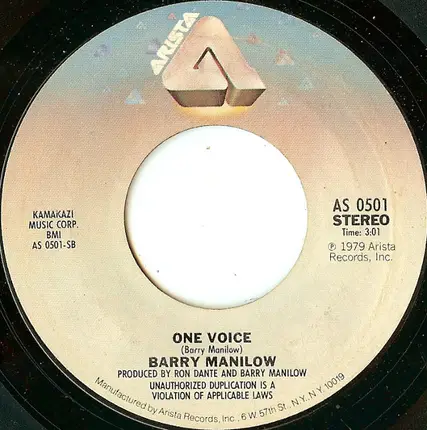 ARISTA
KAMAKAZI
MUSIC CORP.
BMI
AS 0501-SB
AS 0501
STEREO
Time: 3:01
℗ 1979 Arista
Records, Inc.
ONE VOICE
(Barry Manilow)
BARRY MANILOW
PRODUCED BY RON DANTE AND BARRY MANILOW
UNAUTHORIZED DUPLICATION IS A
VIOLATION OF APPLICABLE LAWS
Manufactured by Arista Records, Inc., 6 W. 57th St., N.Y., N.Y. 10019